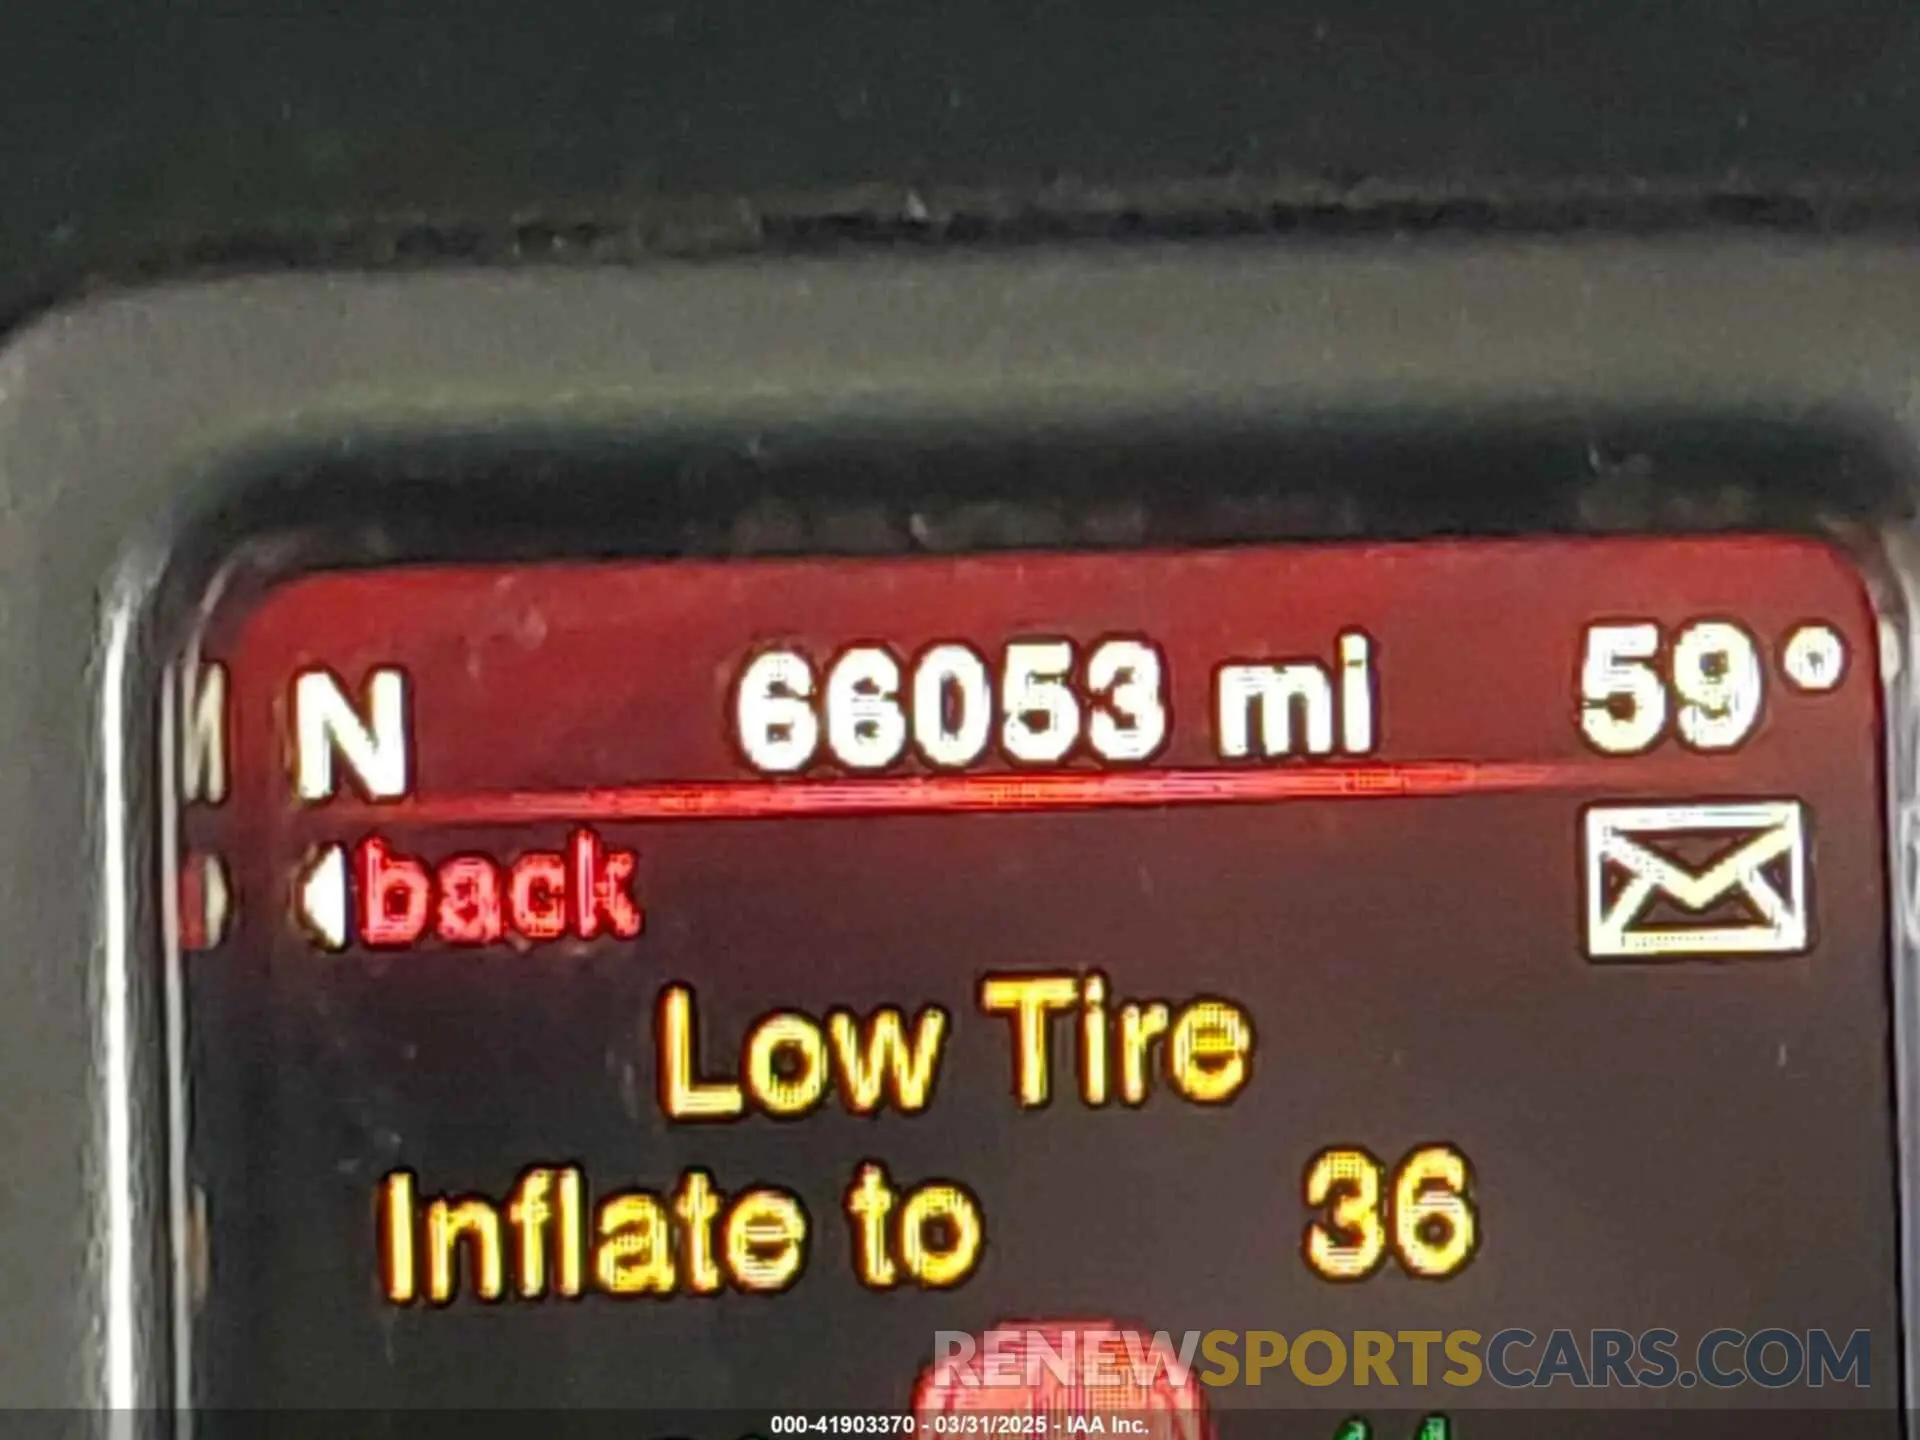 N 66053 mi 59°
back
Low Tire
Inflate to 36
RENEWSPORTSCARS.COM
000-41903370 - 03/31/2025 - IAA Inc.